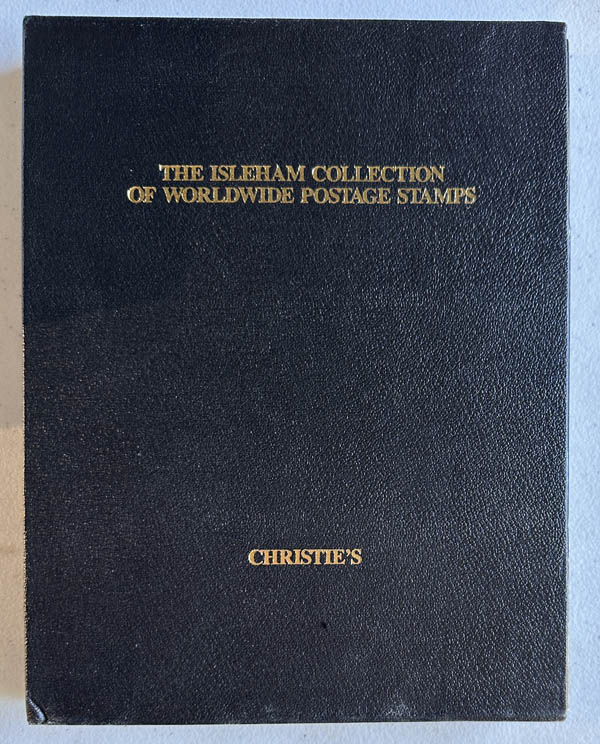 THE ISLEHAM COLLECTION
OF WORLDWIDE POSTAGE STAMPS
CHRISTIE'S